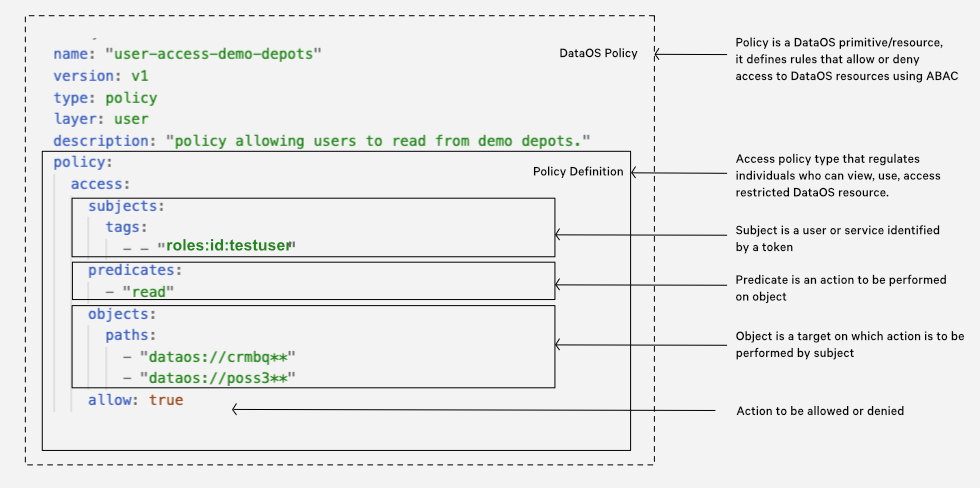 name: "user-access-demo-depots"
version: v1
type: policy
layer: user
description: "policy allowing users to read from demo depots."
policy:
access:
subjects:
tags:
- - "roles:id:testuser"
predicates:
- "read"
objects:
paths:
- "dataos://crmbq**"
- "dataos://poss3**"
allow: true
DataOS Policy
Policy Definition
Policy is a DataOS primitive/resource,
it defines rules that allow or deny
access to DataOS resources using ABAC
Access policy type that regulates
individuals who can view, use, access
restricted DataOS resource.
Subject is a user or service identified
by a token
Predicate is an action to be performed
on object
Object is a target on which action is to be
performed by subject
Action to be allowed or denied